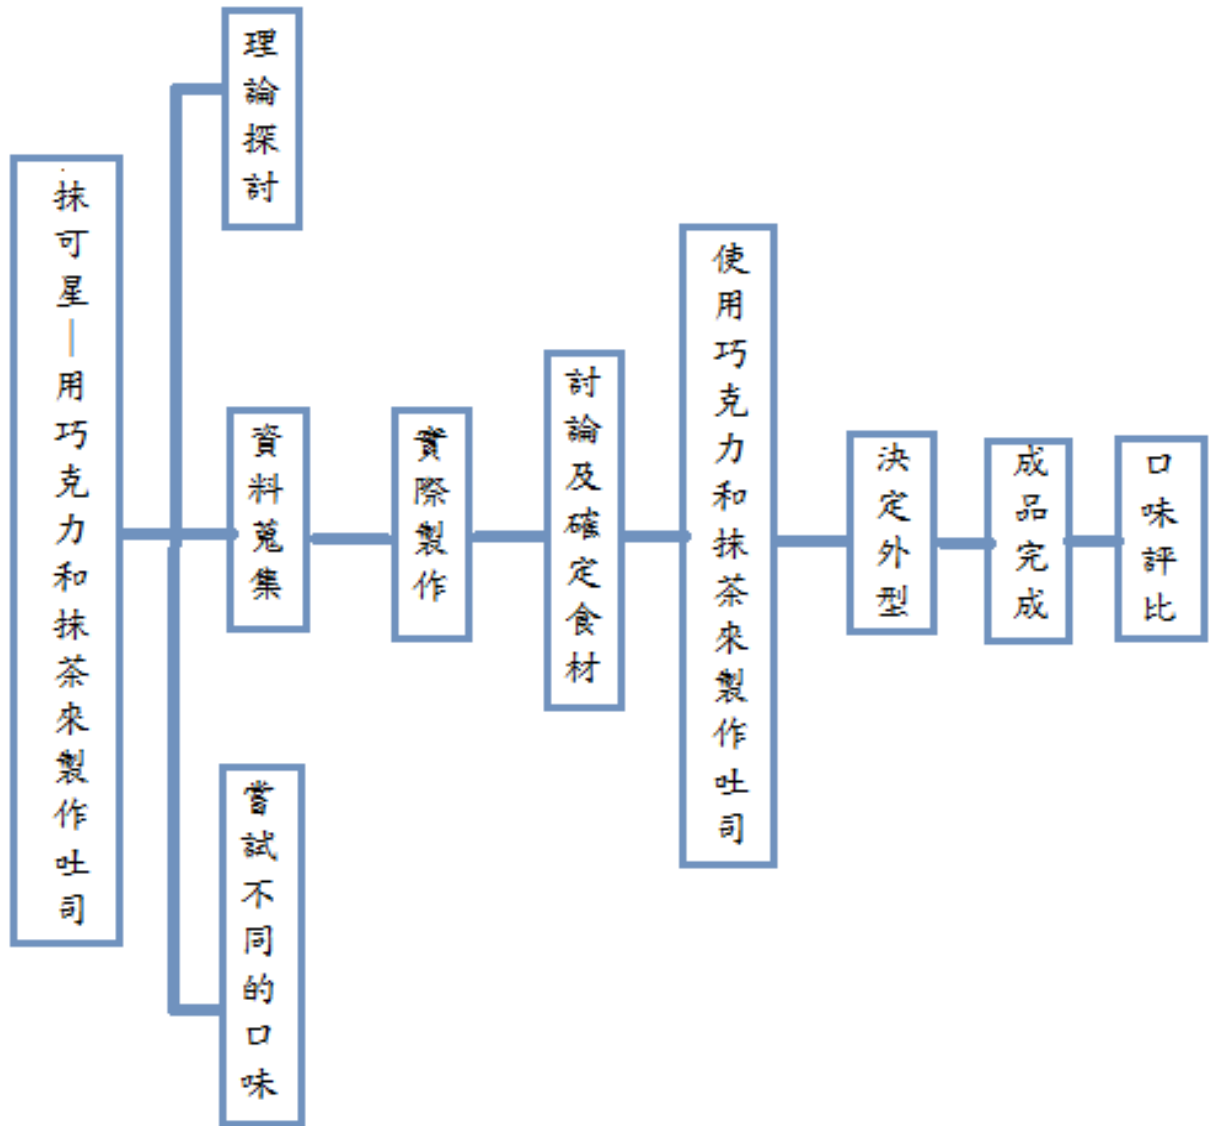 抹可星—用巧克力和抹茶來製作吐司
理論探討
資料蒐集
嘗試不同的口味
實際製作
討論及確定食材
使用巧克力和抹茶來製作吐司
決定外型
成品完成
口味評比